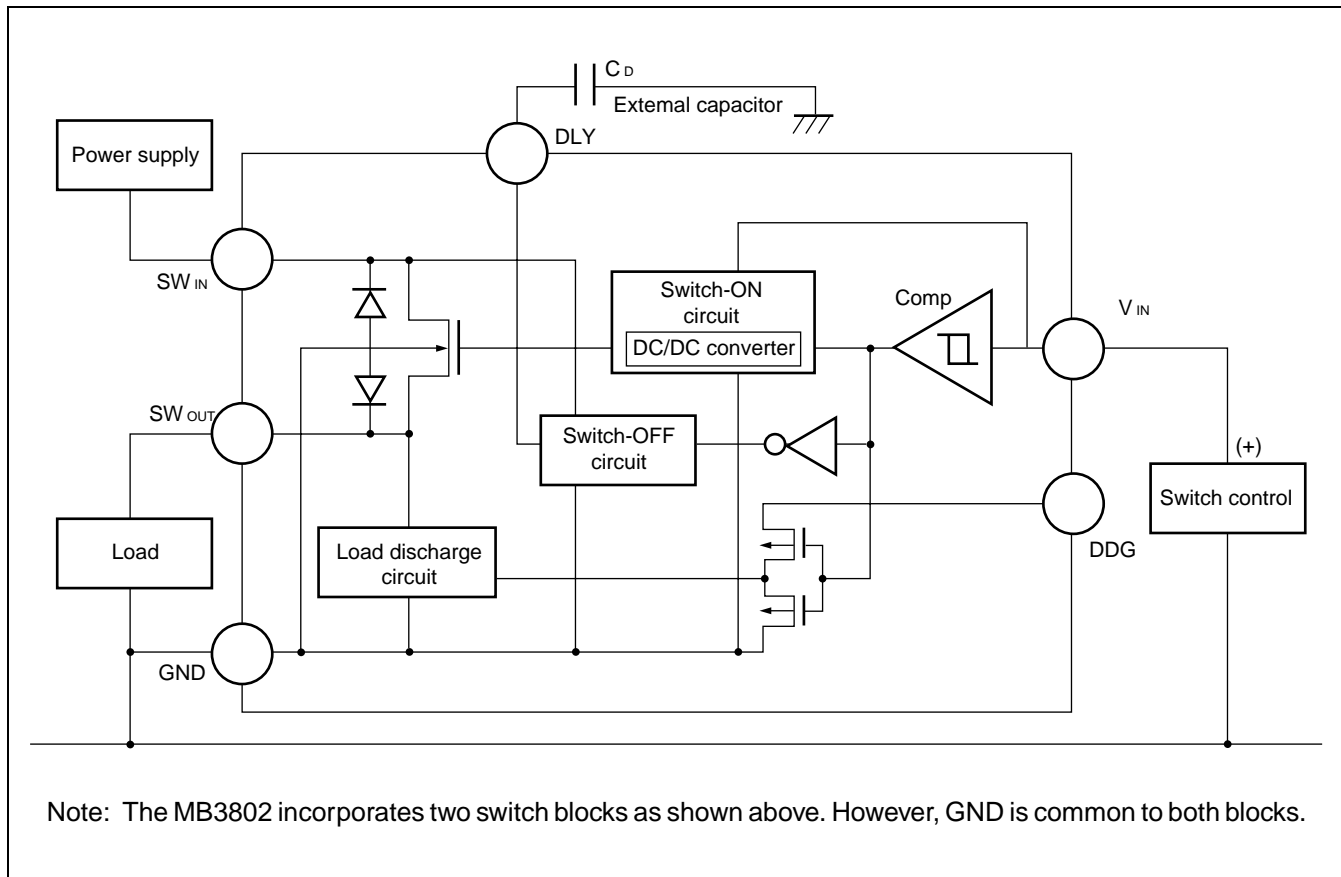 C D
External capacitor
DLY
Power supply
SW IN
Switch-ON
circuit
DC/DC converter
Comp
V IN
SW OUT
Switch-OFF
circuit
(+)
Switch control
Load
Load discharge
circuit
DDG
GND
Note: The MB3802 incorporates two switch blocks as shown above. However, GND is common to both blocks.